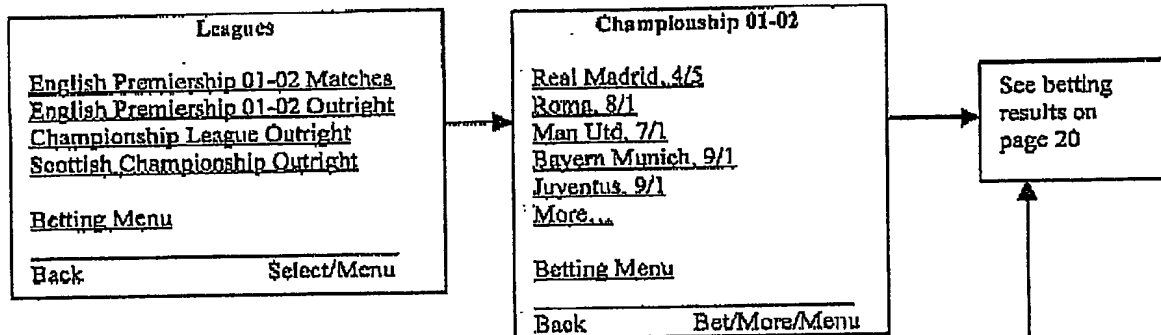 Leagues
English Premiership 01-02 Matches
English Premiership 01-02 Outright
Championship League Outright
Scottish Championship Outright
Betting Menu
Back Select/Menu
Championship 01-02
Real Madrid, 4/5
Roma, 8/1
Man Utd, 7/1
Bayern Munich, 9/1
Juventus, 9/1
More...
Betting Menu
Back Bet/More/Menu
See betting
results on
page 20